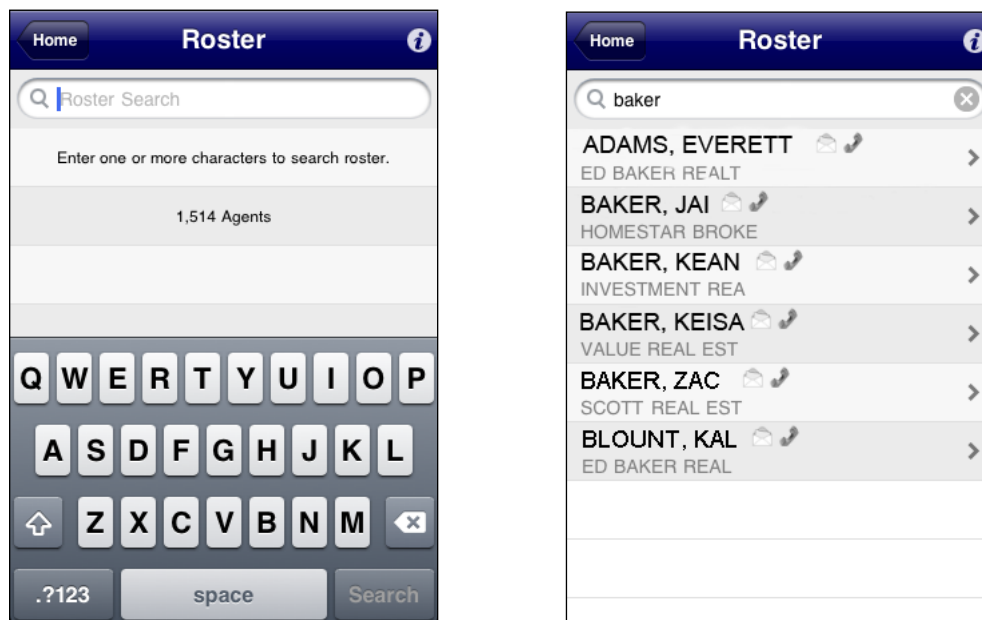 Home Roster i
Roster Search
Enter one or more characters to search roster.
1,514 Agents
Q W E R T Y U I O P
A S D F G H J K L
Z X C V B N M
.?123 space Search
Home Roster i
baker
ADAMS, EVERETT
ED BAKER REALT
BAKER, JAI
HOMESTAR BROKE
BAKER, KEAN
INVESTMENT REA
BAKER, KEISA
VALUE REAL EST
BAKER, ZAC
SCOTT REAL EST
BLOUNT, KAL
ED BAKER REAL